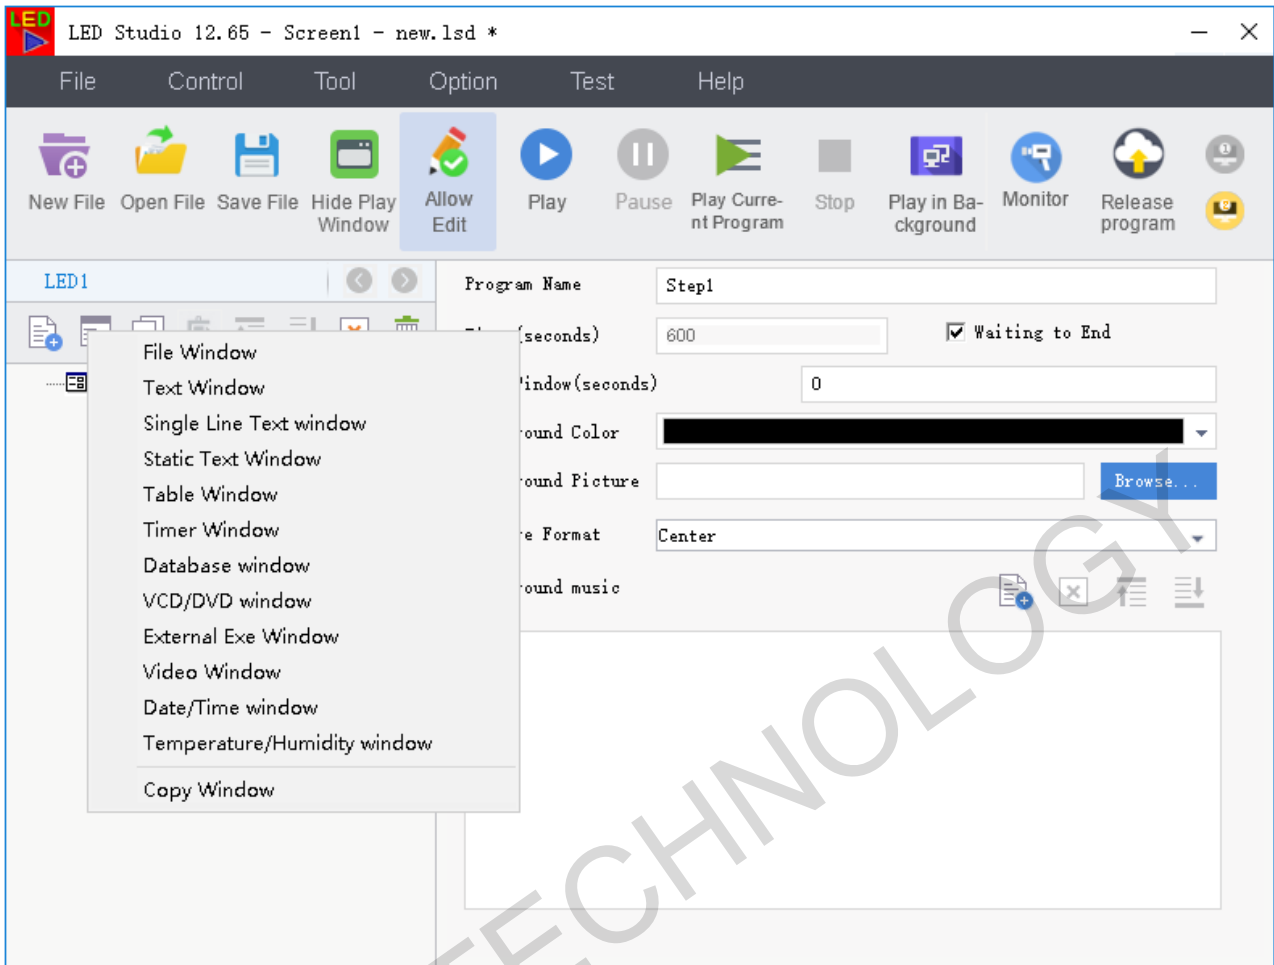 LED
LED Studio 12.65 - Screen1 - new.lsd *
File Control Tool Option Test Help
New File Open File Save File Hide Play Window Allow Edit Play Pause Play Curre-nt Program Stop Play in Ba-ckground Monitor Release program
LED1
Program Name Step1
(seconds) 600 Waiting to End
indow(seconds) 0
ound Color
ound Picture Browse...
e Format Center
ound music
File Window
Text Window
Single Line Text window
Static Text Window
Table Window
Timer Window
Database window
VCD/DVD window
External Exe Window
Video Window
Date/Time window
Temperature/Humidity window
Copy Window
TECHNOLOGY